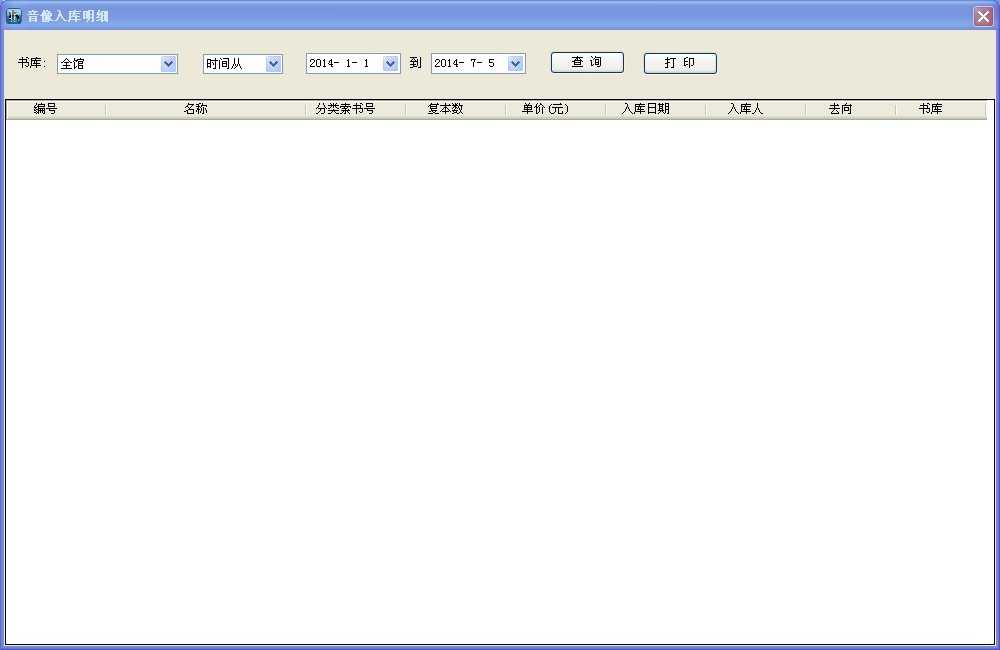 音像入库明细
书库: 全馆 时间从 2014- 1- 1 到 2014- 7- 5 查 询 打 印
编号 名称 分类索书号 复本数 单价(元) 入库日期 入库人 去向 书库